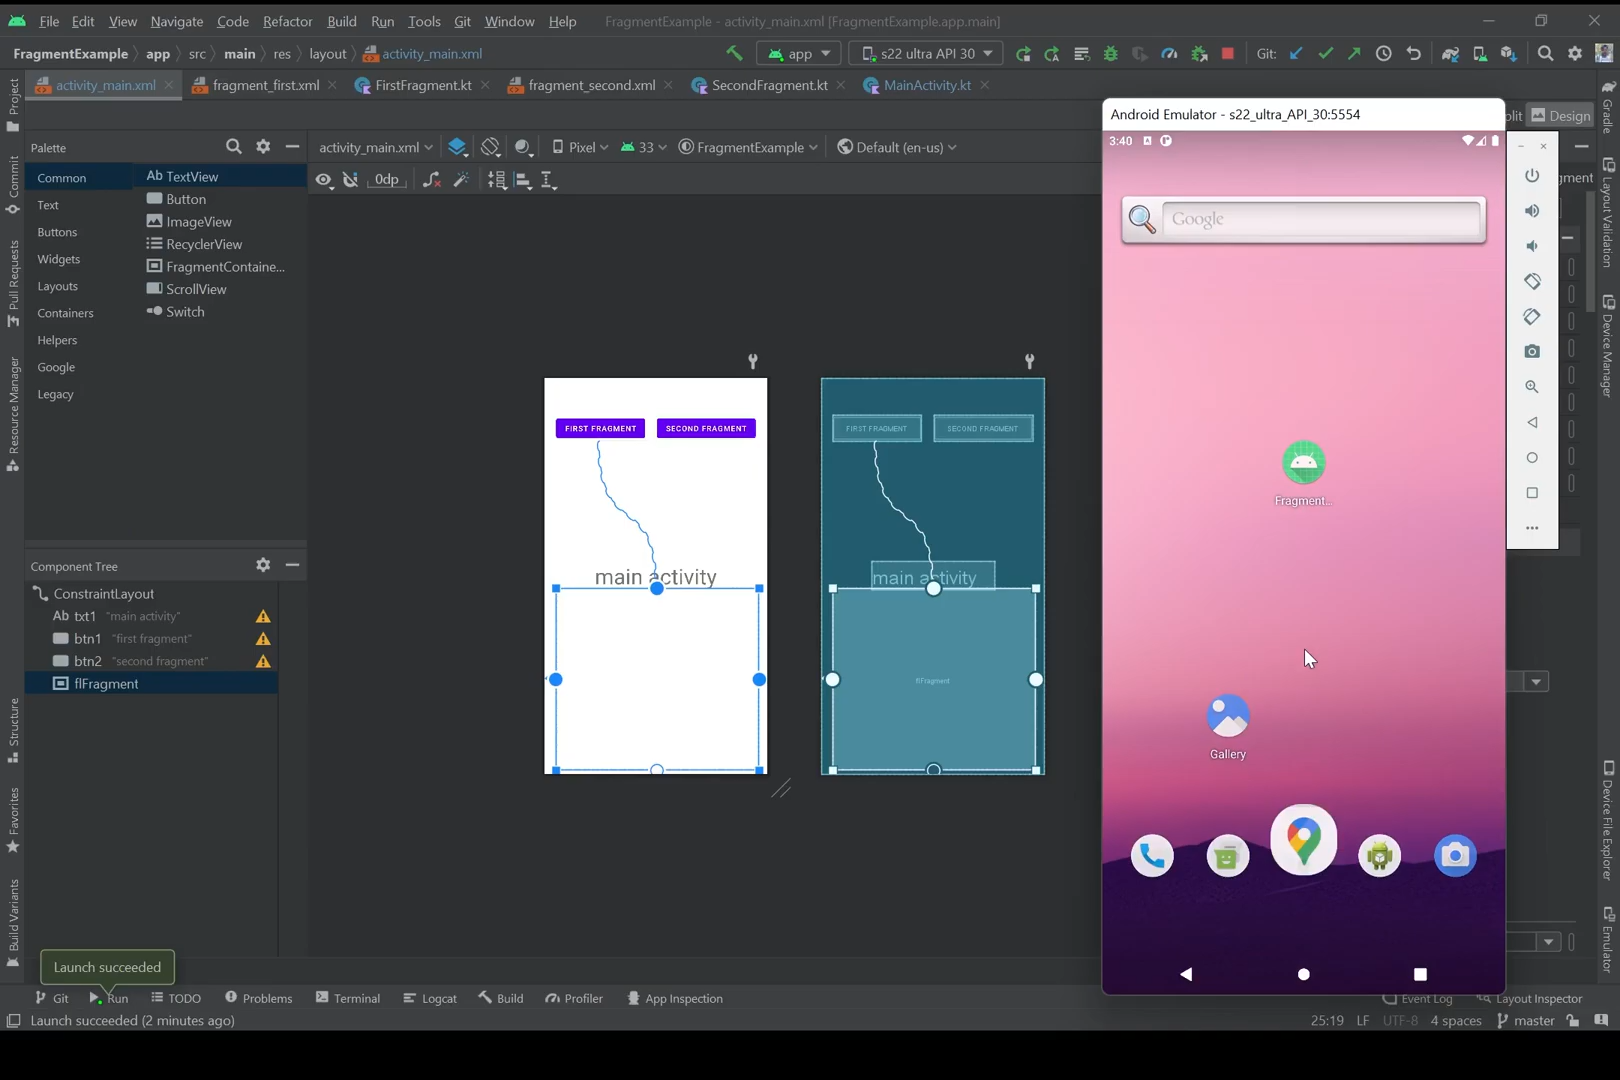 File Edit View Navigate Code Refactor Build Run Tools Git Window Help FragmentExample - activity_main.xml [FragmentExample.app.main]
FragmentExample app src main res layout activity_main.xml app s22 ultra API 30 Git:
activity_main.xml fragment_first.xml FirstFragment.kt fragment_second.xml SecondFragment.kt MainActivity.kt
Android Emulator - s22_ultra_API_30:5554
Design
Palette
activity_main.xml Pixel 33 FragmentExample Default (en-us)
0dp
Common
Text
Buttons
Widgets
Layouts
Containers
Helpers
Google
Legacy
Ab TextView
Button
ImageView
RecyclerView
FragmentContaine...
ScrollView
Switch
Component Tree
ConstraintLayout
Ab txt1 "main activity"
btn1 "first fragment"
btn2 "second fragment"
flFragment
FIRST FRAGMENT SECOND FRAGMENT
main activity
FIRST FRAGMENT SECOND FRAGMENT
main activity
flFragment
3:40
Google
Fragment...
Gallery
Project
Commit
Pull Requests
Resource Manager
Structure
Favorites
Build Variants
Gradle
Layout Validation
Device Manager
Device File Explorer
Emulator
Launch succeeded
Git Run TODO Problems Terminal Logcat Build Profiler App Inspection Event Log Layout Inspector
Launch succeeded (2 minutes ago) 25:19 LF UTF-8 4 spaces master